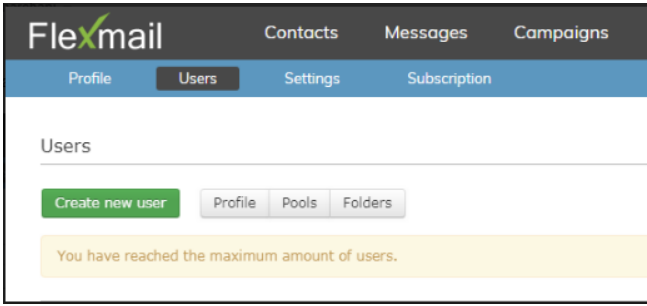 Flexmail Contacts Messages Campaigns
Profile Users Settings Subscription
Users
Create new user Profile Pools Folders
You have reached the maximum amount of users.